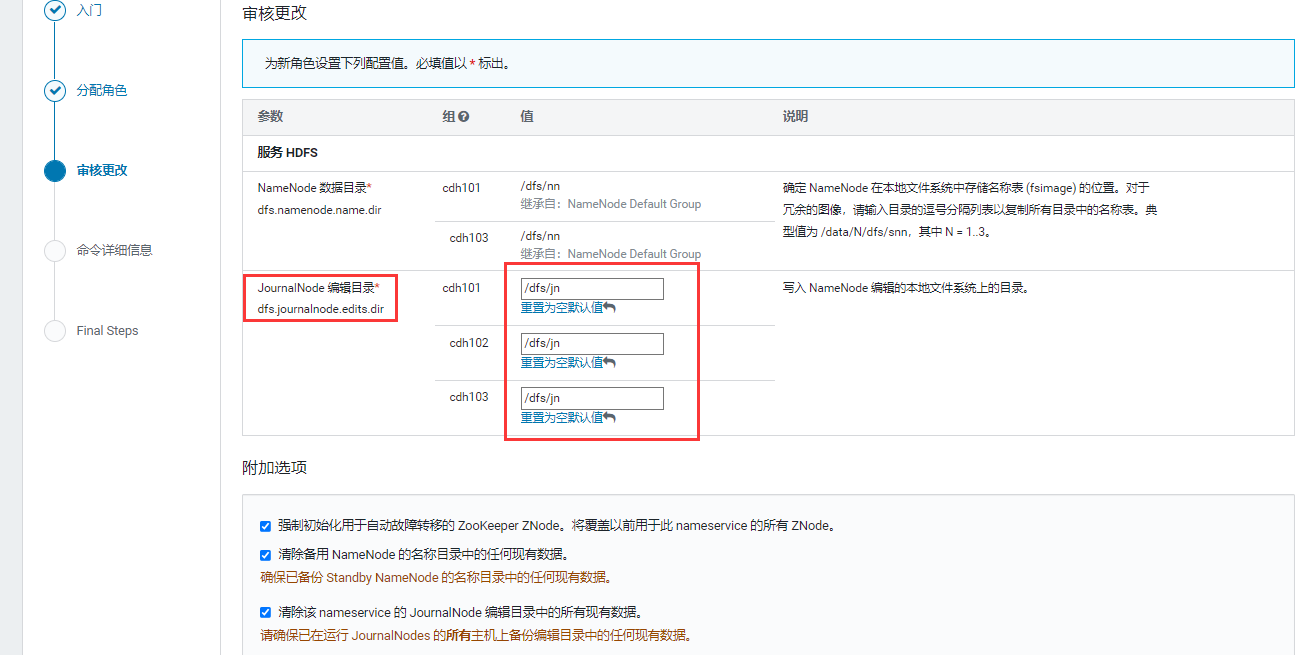 入门
分配角色
审核更改
命令详细信息
Final Steps
审核更改
为新角色设置下列配置值。必填值以 * 标出。
参数 组 值 说明
服务 HDFS
NameNode 数据目录*
dfs.namenode.name.dir
cdh101
/dfs/nn
继承自：NameNode Default Group
cdh103
/dfs/nn
继承自：NameNode Default Group
确定 NameNode 在本地文件系统中存储名称表 (fsimage) 的位置。对于
冗余的图像，请输入目录的逗号分隔列表以复制所有目录中的名称表。典
型值为 /data/N/dfs/snn，其中 N = 1..3。
JournalNode 编辑目录*
dfs.journalnode.edits.dir
cdh101
/dfs/jn
重置为空默认值
cdh102
/dfs/jn
重置为空默认值
cdh103
/dfs/jn
重置为空默认值
写入 NameNode 编辑的本地文件系统上的目录。
附加选项
强制初始化用于自动故障转移的 ZooKeeper ZNode。将覆盖以前用于此 nameservice 的所有 ZNode。
清除备用 NameNode 的名称目录中的任何现有数据。
确保已备份 Standby NameNode 的名称目录中的任何现有数据。
清除该 nameservice 的 JournalNode 编辑目录中的所有现有数据。
请确保已在运行 JournalNodes 的所有主机上备份编辑目录中的任何现有数据。